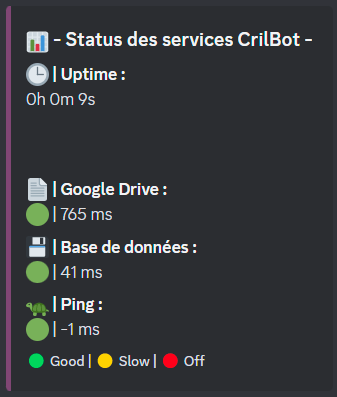 📊 - Status des services CrilBot -
🕒 | Uptime :
0h 0m 9s
📄 | Google Drive :
🟢 | 765 ms
💾 | Base de données :
🟢 | 41 ms
🐢 | Ping :
🟢 | -1 ms
🟢 Good | 🟡 Slow | 🔴 Off